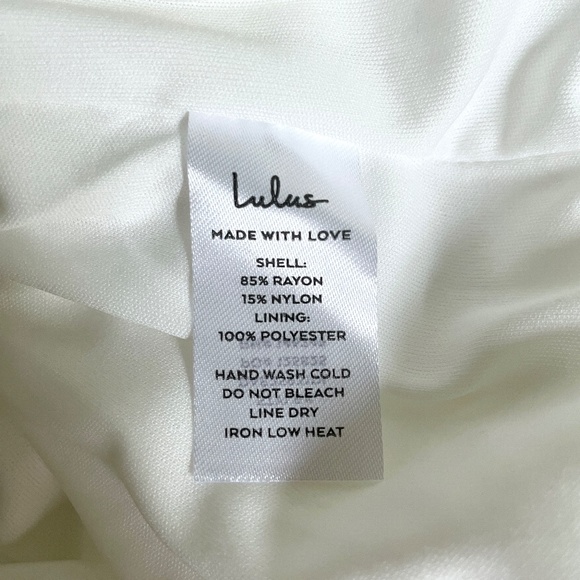 Lulus
MADE WITH LOVE
SHELL:
85% RAYON
15% NYLON
LINING:
100% POLYESTER
HAND WASH COLD
DO NOT BLEACH
LINE DRY
IRON LOW HEAT